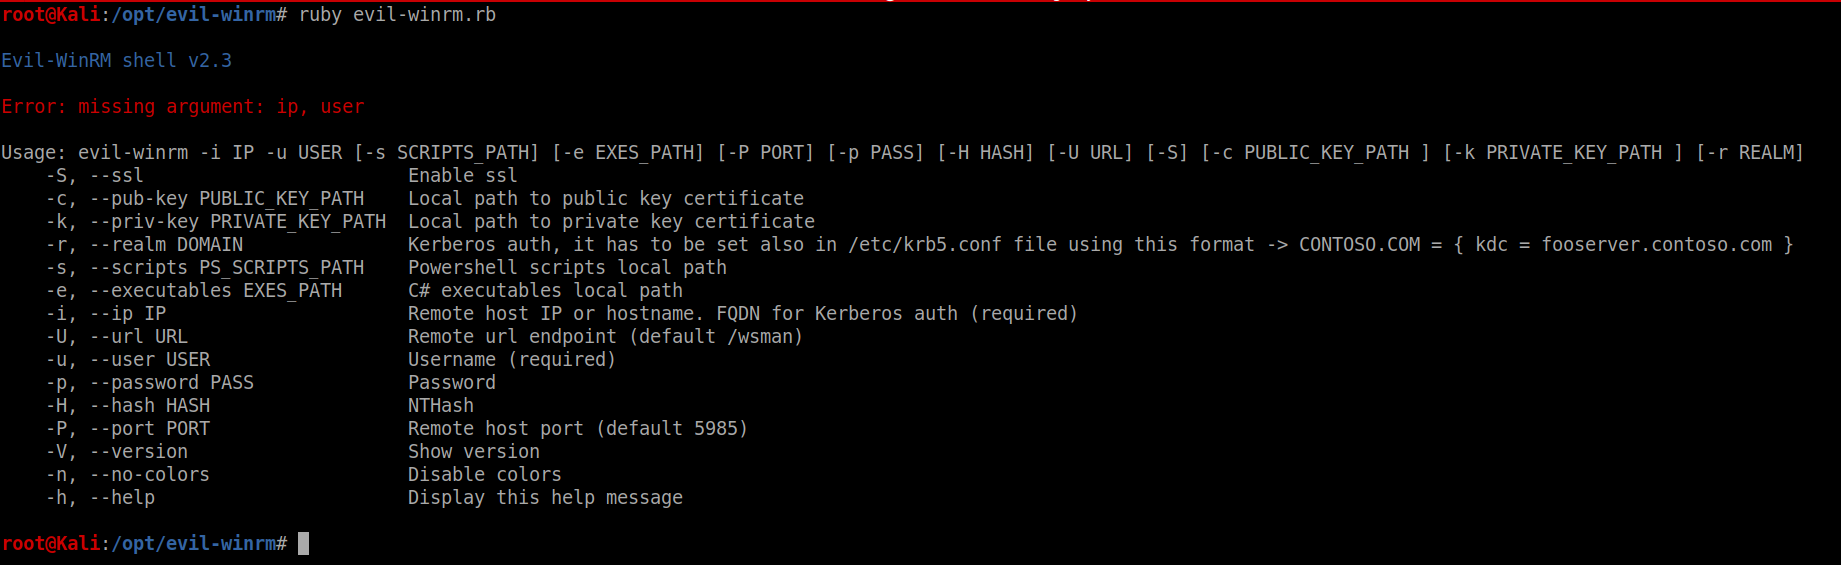 root@Kali:/opt/evil-winrm# ruby evil-winrm.rb
Evil-WinRM shell v2.3
Error: missing argument: ip, user
Usage: evil-winrm -i IP -u USER [-s SCRIPTS_PATH] [-e EXES_PATH] [-P PORT] [-p PASS] [-H HASH] [-U URL] [-S] [-c PUBLIC_KEY_PATH ] [-k PRIVATE_KEY_PATH ] [-r REALM]
-S, --ssl Enable ssl
-c, --pub-key PUBLIC_KEY_PATH Local path to public key certificate
-k, --priv-key PRIVATE_KEY_PATH Local path to private key certificate
-r, --realm DOMAIN Kerberos auth, it has to be set also in /etc/krb5.conf file using this format -> CONTOSO.COM = { kdc = fooserver.contoso.com }
-s, --scripts PS_SCRIPTS_PATH Powershell scripts local path
-e, --executables EXES_PATH C# executables local path
-i, --ip IP Remote host IP or hostname. FQDN for Kerberos auth (required)
-U, --url URL Remote url endpoint (default /wsman)
-u, --user USER Username (required)
-p, --password PASS Password
-H, --hash HASH NTHash
-P, --port PORT Remote host port (default 5985)
-V, --version Show version
-n, --no-colors Disable colors
-h, --help Display this help message
root@Kali:/opt/evil-winrm#